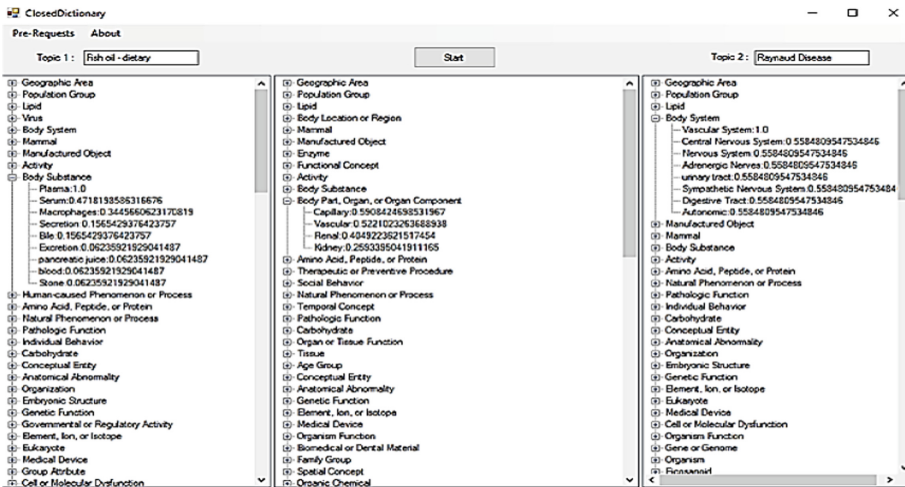 ClosedDictionary
Pre-Requests About
Topic 1 : Fish oil - dietary
Start
Topic 2 : Raynaud Disease
Geographic Area
Population Group
Lipid
Virus
Body System
Mammal
Manufactured Object
Activity
Body Substance
Plasma:1.0
Serum:0.4718193586316676
Macrophages:0.3445660623170819
Secretion:0.1565429376423757
Bile:0.1565429376423757
Excretion:0.06235921929041487
pancreatic juice:0.06235921929041487
blood:0.06235921929041487
Stone:0.06235921929041487
Human-caused Phenomenon or Process
Amino Acid, Peptide, or Protein
Natural Phenomenon or Process
Pathologic Function
Individual Behavior
Carbohydrate
Conceptual Entity
Anatomical Abnormality
Organization
Embryonic Structure
Genetic Function
Governmental or Regulatory Activity
Element, Ion, or Isotope
Eukaryote
Medical Device
Group Attribute
Cell or Molecular Dysfunction
Geographic Area
Population Group
Lipid
Body Location or Region
Mammal
Manufactured Object
Enzyme
Functional Concept
Activity
Body Substance
Body Part, Organ, or Organ Component
Capillary:0.5908424698531967
Vascular:0.5221023263688938
Renal:0.4049223621517454
Kidney:0.2593395041911165
Amino Acid, Peptide, or Protein
Therapeutic or Preventive Procedure
Social Behavior
Natural Phenomenon or Process
Temporal Concept
Pathologic Function
Carbohydrate
Organ or Tissue Function
Tissue
Age Group
Conceptual Entity
Anatomical Abnormality
Genetic Function
Element, Ion, or Isotope
Medical Device
Organism Function
Biomedical or Dental Material
Family Group
Spatial Concept
Organic Chemical
Geographic Area
Population Group
Lipid
Body System
Vascular System:1.0
Central Nervous System:0.5584809547534846
Nervous System:0.5584809547534846
Adrenergic Nerves:0.5584809547534846
urinary tract:0.5584809547534846
Sympathetic Nervous System:0.55848095475348­4
Digestive Tract:0.5584809547534846
Autonomic:0.5584809547534846
Manufactured Object
Mammal
Body Substance
Activity
Amino Acid, Peptide, or Protein
Natural Phenomenon or Process
Pathologic Function
Individual Behavior
Carbohydrate
Conceptual Entity
Anatomical Abnormality
Organization
Embryonic Structure
Genetic Function
Element, Ion, or Isotope
Eukaryote
Medical Device
Cell or Molecular Dysfunction
Organism Function
Gene or Genome
Organism
Eicosanoid